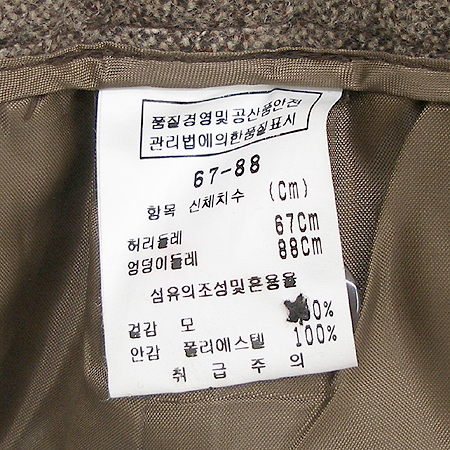 품질경영및공산품안전
관리법에의한품질표시
67-88
항목 신체치수 (Cm)
허리둘레 67Cm
엉덩이둘레 88Cm
섬유의조성및혼용율
겉감 모
안감 폴리에스텔 100%
취급주의